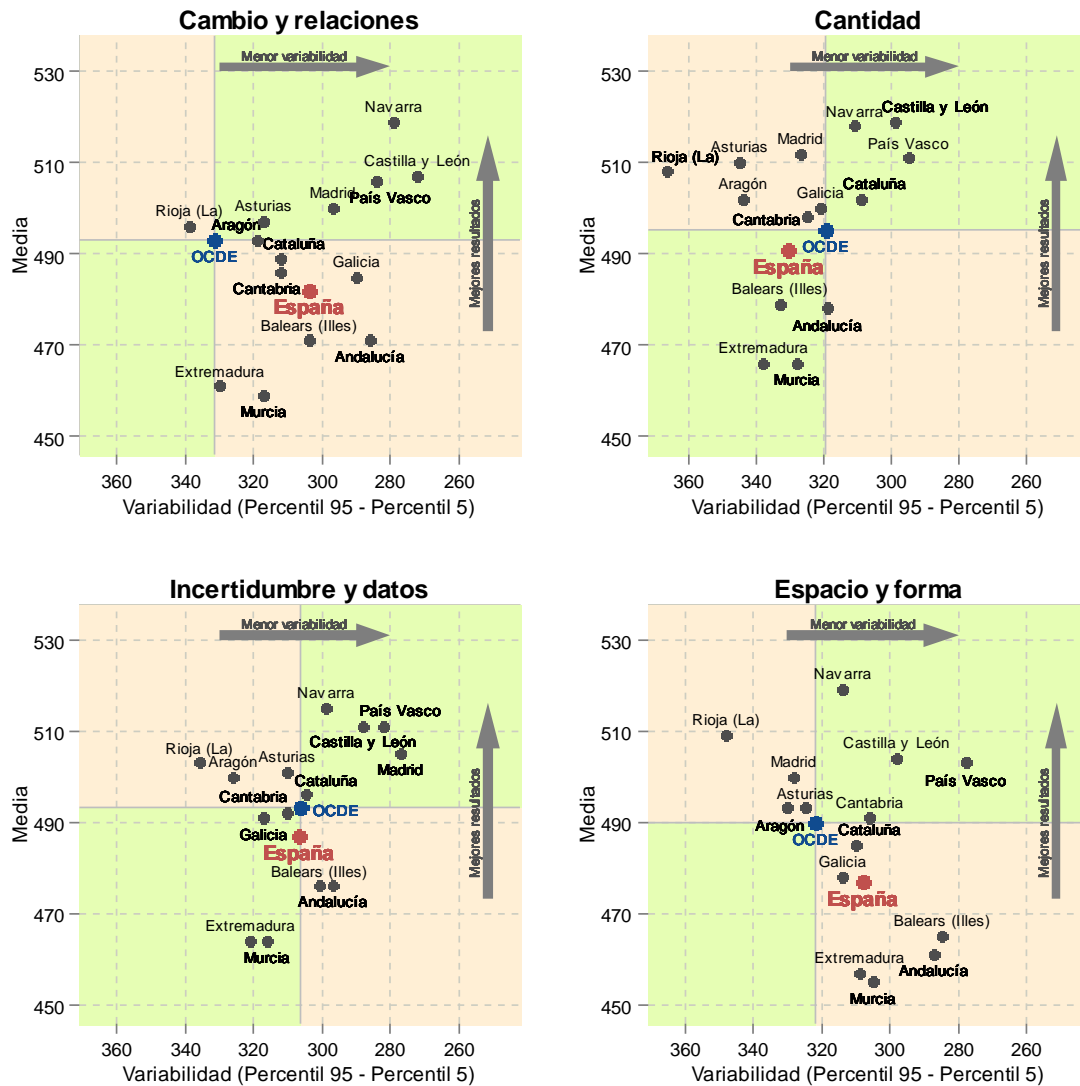 Cambio y relaciones
Menor variabilidad
530
Navarra
510
Castilla y León
País Vasco
Madrid
Rioja (La)
Asturias
Aragón
Cataluña
OCDE
490
Galicia
Cantabria
España
Balears (Illes)
Andalucía
470
Extremadura
Murcia
450
Media
Mejores resultados
360
340
320
300
280
260
Variabilidad (Percentil 95 - Percentil 5)
Cantidad
Menor variabilidad
530
Navarra
Castilla y León
Madrid
País Vasco
Asturias
Rioja (La)
510
Aragón
Galicia
Cataluña
Cantabria
OCDE
490
España
Balears (Illes)
Andalucía
470
Extremadura
Murcia
450
Media
Mejores resultados
360
340
320
300
280
260
Variabilidad (Percentil 95 - Percentil 5)
Incertidumbre y datos
Menor variabilidad
530
Navarra
País Vasco
510
Castilla y León
Rioja (La)
Aragón
Asturias
Madrid
Cataluña
Cantabria
OCDE
490
Galicia
España
Balears (Illes)
Andalucía
470
Extremadura
Murcia
450
Media
Mejores resultados
360
340
320
300
280
260
Variabilidad (Percentil 95 - Percentil 5)
Espacio y forma
Menor variabilidad
530
Navarra
Rioja (La)
510
Castilla y León
Madrid
País Vasco
Asturias
Cantabria
Aragón
Cataluña
OCDE
490
Galicia
España
Balears (Illes)
470
Andalucía
Extremadura
Murcia
450
Media
Mejores resultados
360
340
320
300
280
260
Variabilidad (Percentil 95 - Percentil 5)